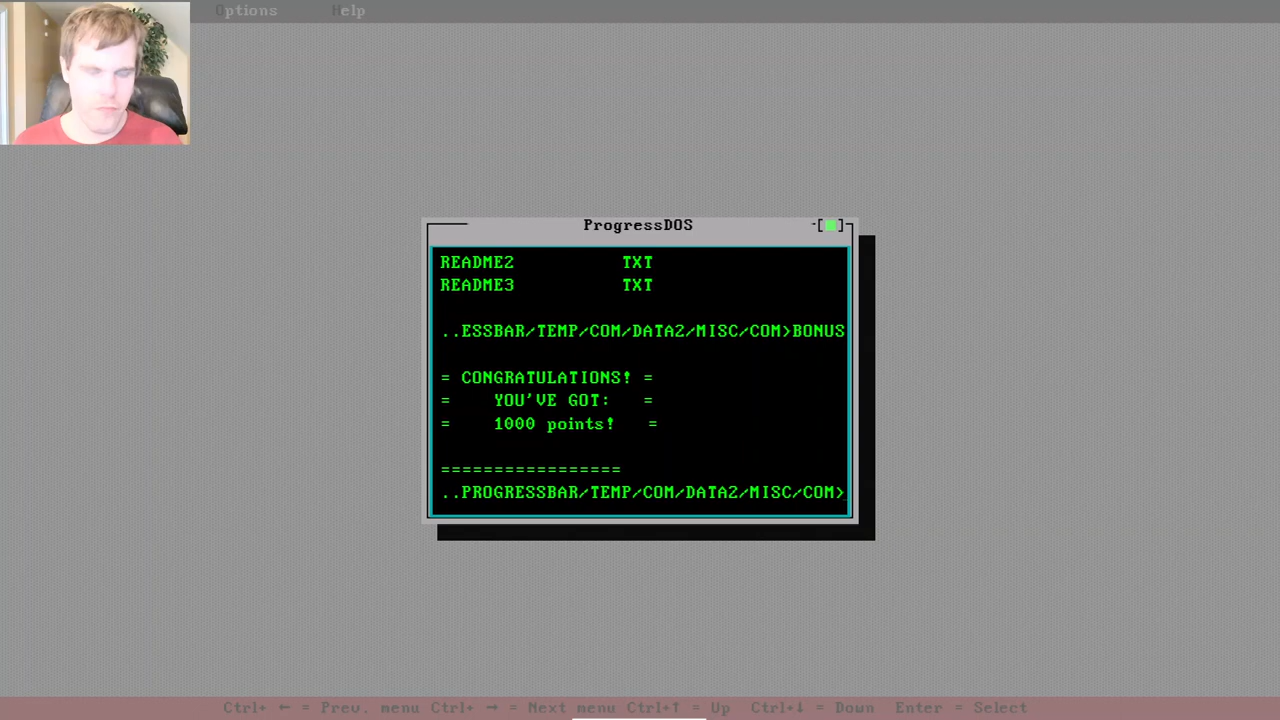 Options Help
ProgressDOS
-[■]
README2 TXT
README3 TXT
..ESSBAR/TEMP/COM/DATA2/MISC/COM>BONUS
= CONGRATULATIONS! =
= YOU'VE GOT: =
= 1000 points! =
=================
..PROGRESSBAR/TEMP/COM/DATA2/MISC/COM>_
Ctrl+ ← = Prev. menu Ctrl+ → = Next menu Ctrl+↑ = Up Ctrl+↓ = Down Enter = Select